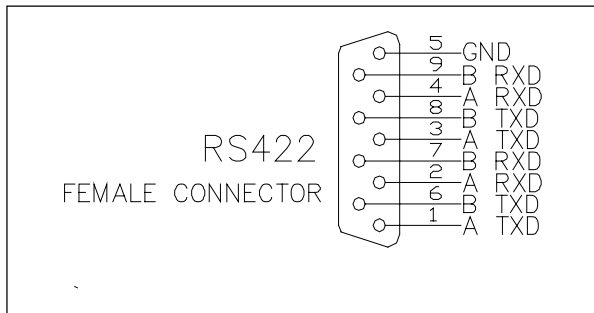 5 GND
9 B RXD
4 A RXD
8 B TXD
3 A TXD
7 B RXD
2 A RXD
6 B TXD
1 A TXD
RS422
FEMALE CONNECTOR